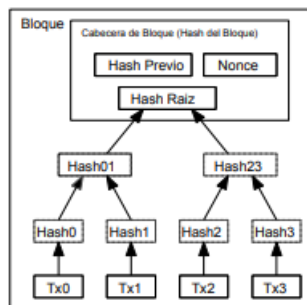 Bloque
Cabecera de Bloque (Hash del Bloque)
Hash Previo
Nonce
Hash Raiz
Hash01
Hash23
Hash0
Hash1
Hash2
Hash3
Tx0
Tx1
Tx2
Tx3